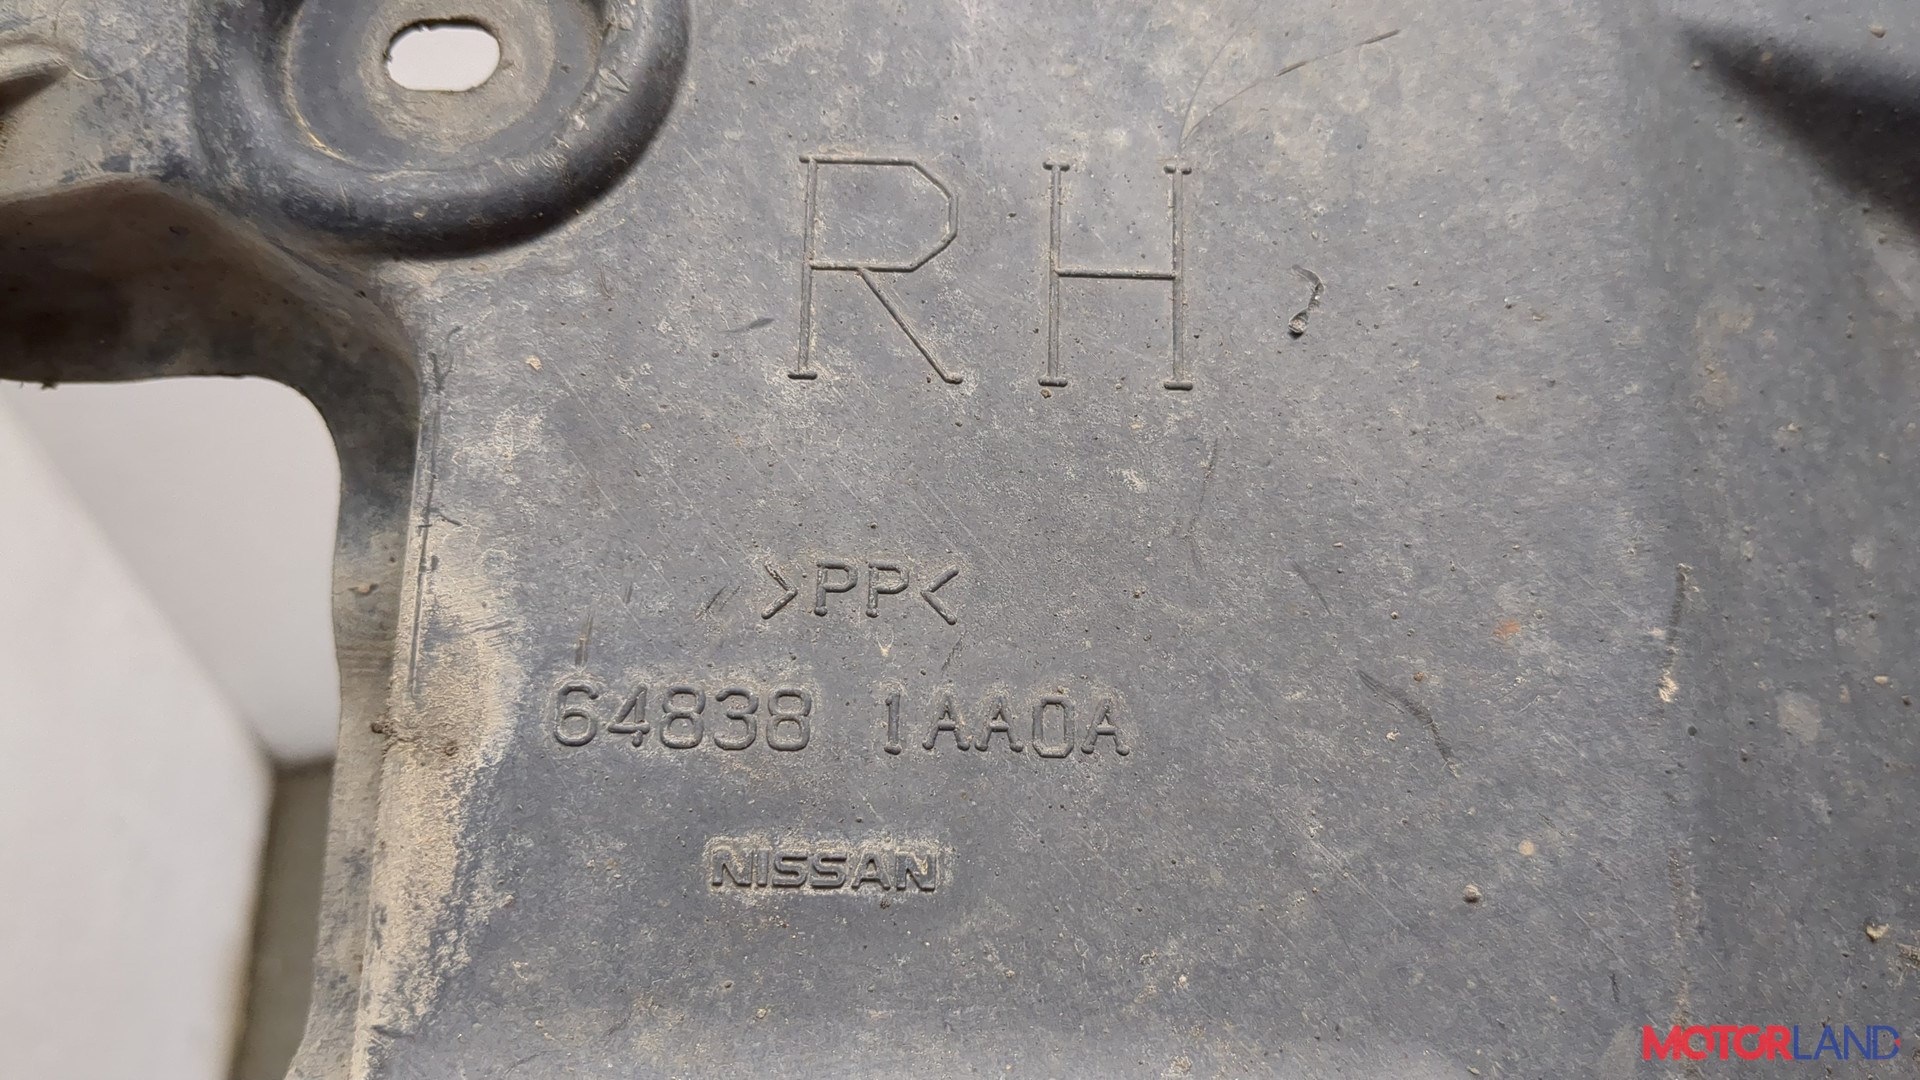 RH
>PP<
64838 1AA0A
NISSAN
MOTORLAND